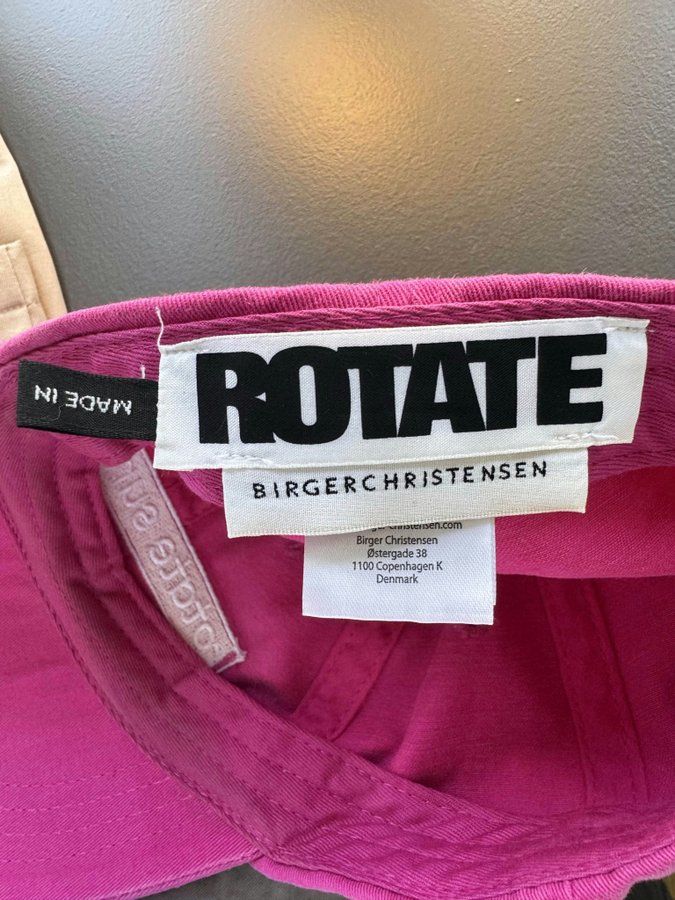 ROTATE
BIRGERCHRISTENSEN
MADE IN
Birger Christensen
Østergade 38
1100 Copenhagen K
Denmark